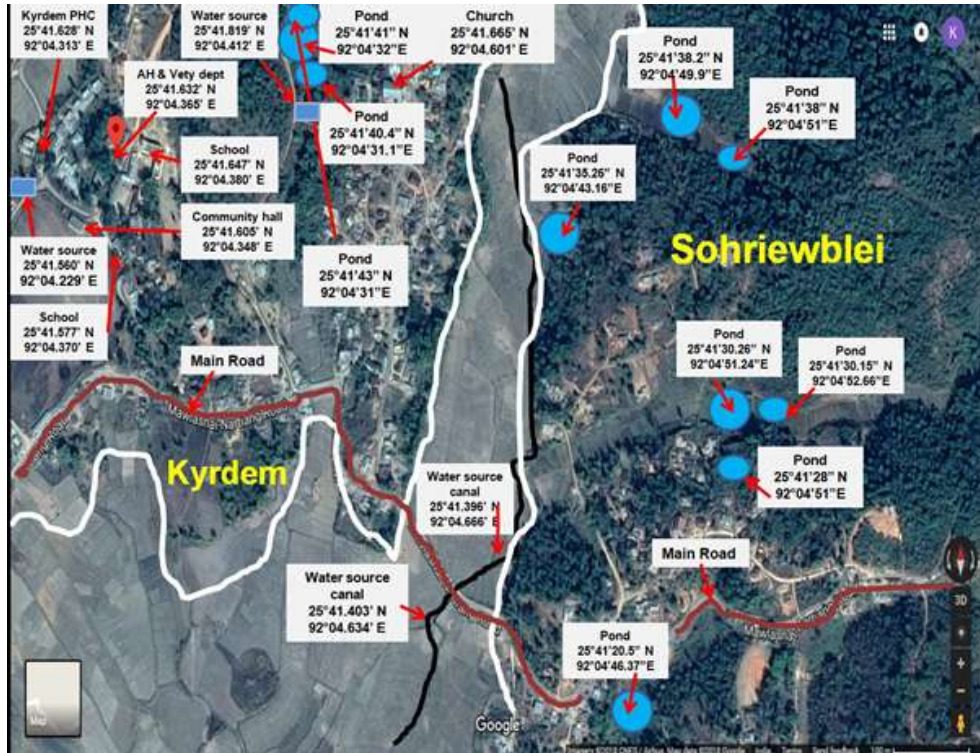 Kyrdem PHC
25°41.628’ N
92°04.313’ E
Water source
25°41.819’ N
92°04.412’ E
Pond
25°41’41” N
92°04’32”E
Church
25°41.665’ N
92°04.601’ E
AH & Vety dept
25°41.632’ N
92°04.365’ E
Pond
25°41’38.2” N
92°04’49.9”E
K
Pond
25°41’38” N
92°04’51”E
Pond
25°41’40.4” N
92°04’31.1”E
School
25°41.647’ N
92°04.380’ E
Pond
25°41’35.26” N
92°04’43.16” E
Community hall
25°41.605’ N
92°04.348’ E
Water source
25°41.560’ N
92°04.229’ E
Pond
25°41’43” N
92°04’31”E
Sohriewblei
School
25°41.577’ N
92°04.370’ E
Main Road
Pond
25°41’30.26” N
92°04’51.24” E
Pond
25°41’30.15” N
92°04’52.66” E
Kyrdem
Pond
25°41’28” N
92°04’51”E
Water source
canal
25°41.396’ N
92°04.666’ E
Main Road
Water source
canal
25°41.403’ N
92°04.634’ E
3D
Pond
25°41’20.5” N
92°04’46.37”E
Map
Google